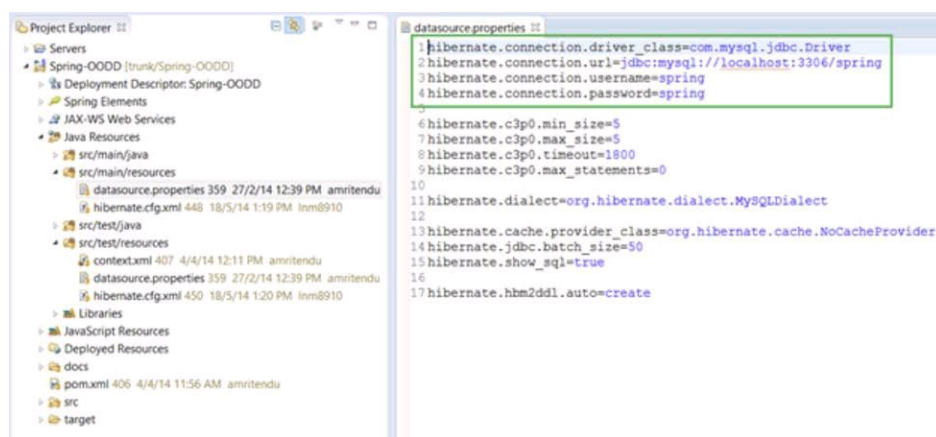 Project Explorer
Servers
Spring-OODD [trunk/Spring-OODD]
Deployment Descriptor: Spring-OODD
Spring Elements
JAX-WS Web Services
Java Resources
src/main/java
src/main/resources
datasource.properties 359 27/2/14 12:39 PM amritendu
hibernate.cfg.xml 448 18/5/14 1:19 PM lnm8910
src/test/java
src/test/resources
context.xml 407 4/4/14 12:11 PM amritendu
datasource.properties 359 27/2/14 12:39 PM amritendu
hibernate.cfg.xml 450 18/5/14 1:20 PM lnm8910
Libraries
JavaScript Resources
Deployed Resources
docs
pom.xml 406 4/4/14 11:56 AM amritendu
src
target
datasource.properties
1 hibernate.connection.driver_class=com.mysql.jdbc.Driver
2 hibernate.connection.url=jdbc:mysql://localhost:3306/spring
3 hibernate.connection.username=spring
4 hibernate.connection.password=spring
5
6 hibernate.c3p0.min_size=5
7 hibernate.c3p0.max_size=5
8 hibernate.c3p0.timeout=1800
9 hibernate.c3p0.max_statements=0
10
11 hibernate.dialect=org.hibernate.dialect.MySQLDialect
12
13 hibernate.cache.provider_class=org.hibernate.cache.NoCacheProvider
14 hibernate.jdbc.batch_size=50
15 hibernate.show_sql=true
16
17 hibernate.hbm2ddl.auto=create